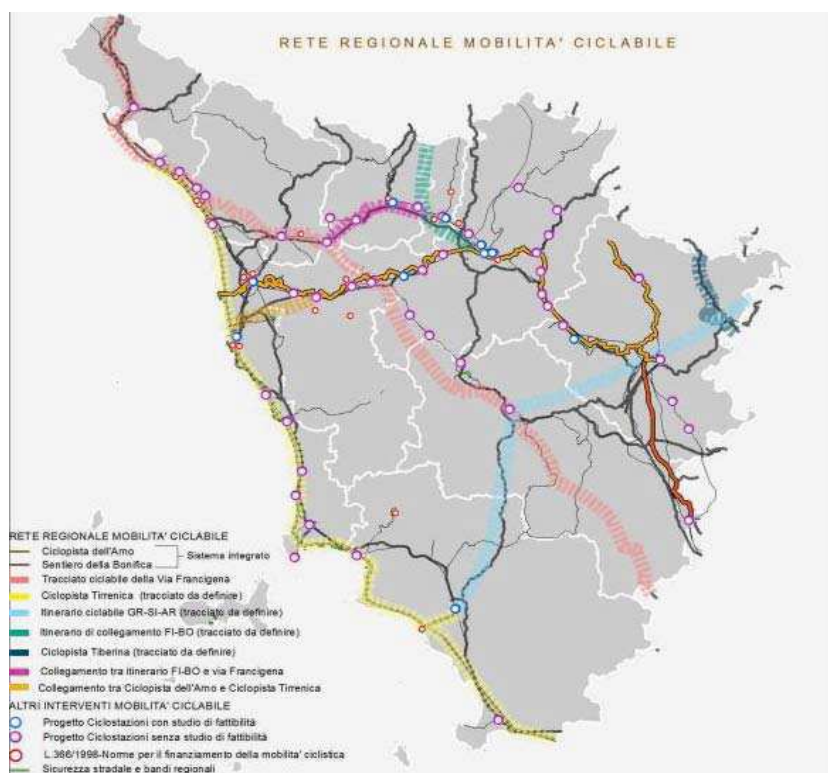 RETE REGIONALE MOBILITA' CICLABILE
RETE REGIONALE MOBILITA' CICLABILE
Ciclopista dell'Arno
Sistema integrato
Sentiero della Bonifica
Tracciato ciclabile della Via Francigena
Ciclopista Tirrenica (tracciato da definire)
Itinerario ciclabile GR-SI-AR (tracciato da definire)
Itinerario di collegamento FI-BO (tracciato da definire)
Ciclopista Tiberina (tracciato da definire)
Collegamento tra itinerario FI-BO e via Francigena
Collegamento tra Ciclopista dell'Arno e Ciclopista Tirrenica
ALTRI INTERVENTI MOBILITA' CICLABILE
Progetto Ciclostazioni con studio di fattibilità
Progetto Ciclostazioni senza studio di fattibilità
L.366/1998-Norme per il finanziamento della mobilita' ciclistica
Sicurezza stradale e bandi regionali